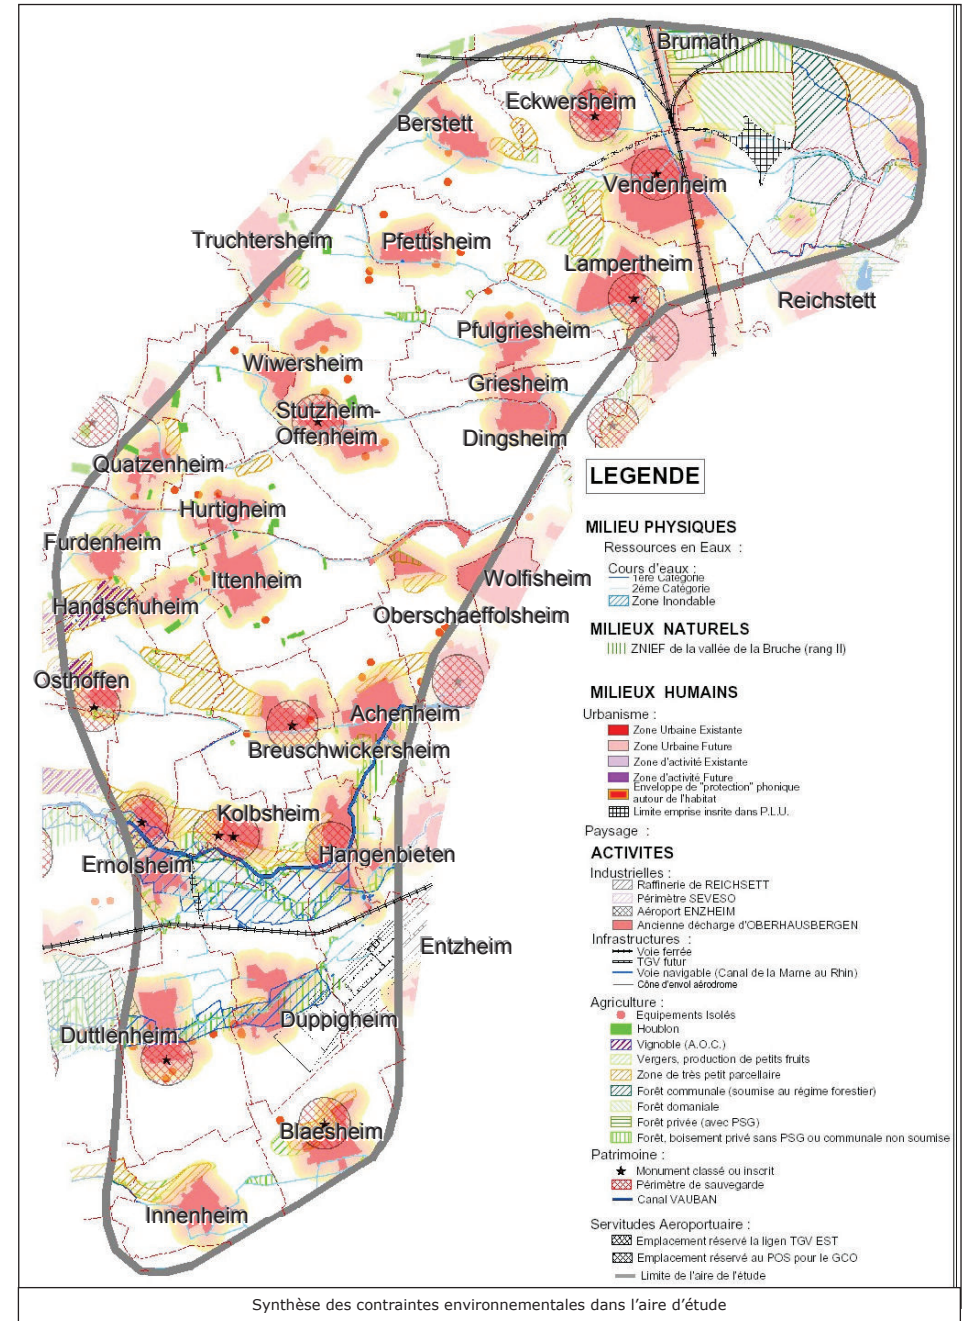 Brumath
Eckwersheim
Berstett
Vendenheim
Truchtersheim
Pfettisheim
Lampertheim
Reichstett
Pfulgriesheim
Wiwersheim
Griesheim
Stutzheim-
Offenheim
Dingsheim
Quatzenheim
Hurtigheim
Furdenheim
Ittenheim
Wolfisheim
Handschuheim
Oberschaeffolsheim
Osthoffen
Achenheim
Breuschwickersheim
Kolbsheim
Ernolsheim
Hangenbieten
Entzheim
Duppigheim
Duttlenheim
Blaesheim
Innenheim
LEGENDE
MILIEU PHYSIQUES
Ressources en Eaux :
Cours d'eaux :
1ère Catégorie
2éme Catégorie
Zone Inondable
MILIEUX NATURELS
ZNIEF de la vallée de la Bruche (rang II)
MILIEUX HUMAINS
Urbanisme :
Zone Urbaine Existante
Zone Urbaine Future
Zone d'activité Existante
Zone d'activité Future
Enveloppe de "protection" phonique
autour de l'habitat
Limite emprise insrite dans P.L.U.
Paysage :
ACTIVITES
Industrielles :
Raffinerie de REICHSETT
Périmètre SEVESO
Aéroport ENZHEIM
Ancienne décharge d'OBERHAUSBERGEN
Infrastructures :
Voie ferrée
TGV futur
Voie navigable (Canal de la Marne au Rhin)
Cône d'envol aérodrome
Agriculture :
Equipements Isolés
Houblon
Vignoble (A.O.C.)
Vergers, production de petits fruits
Zone de très petit parcellaire
Forêt communale (soumise au régime forestier)
Forêt domaniale
Forêt privée (avec PSG)
Forêt, boisement privé sans PSG ou communale non soumise
Patrimoine :
Monument classé ou inscrit
Périmètre de sauvegarde
Canal VAUBAN
Servitudes Aeroportuaire :
Emplacement réservé la ligen TGV EST
Emplacement réservé au POS pour le GCO
Limite de l'aire de l'étude
Synthèse des contraintes environnementales dans l'aire d'étude